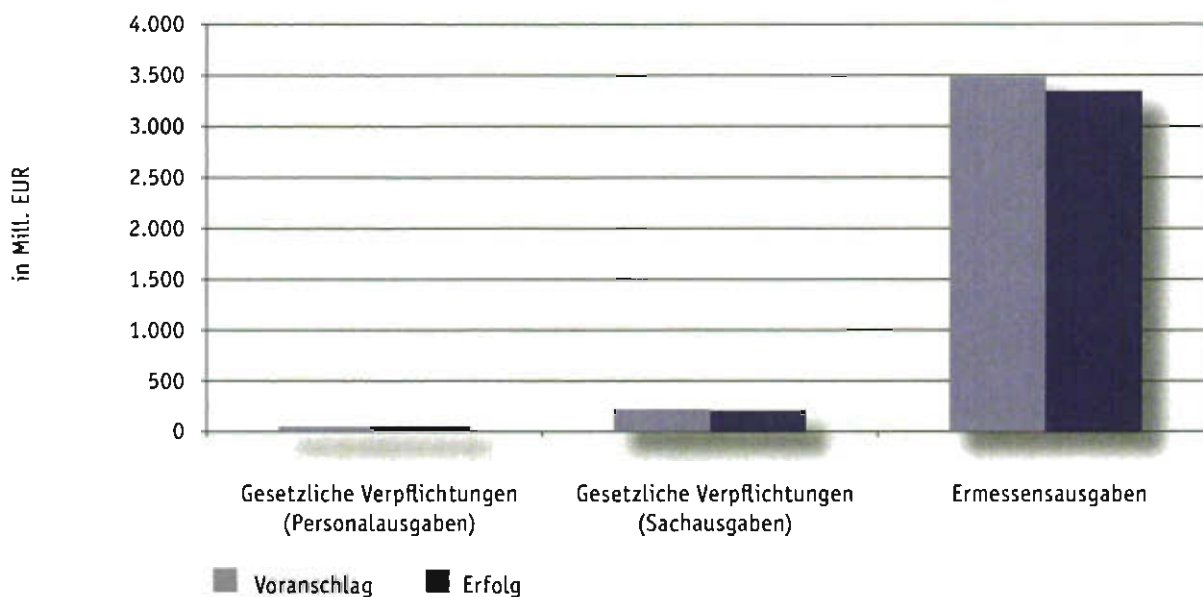 in Mill. EUR
4.000
3.500
3.000
2.500
2.000
1.500
1.000
500
0
Gesetzliche Verpflichtungen
(Personalausgaben)
Gesetzliche Verpflichtungen
(Sachausgaben)
Ermessensausgaben
Voranschlag
Erfolg